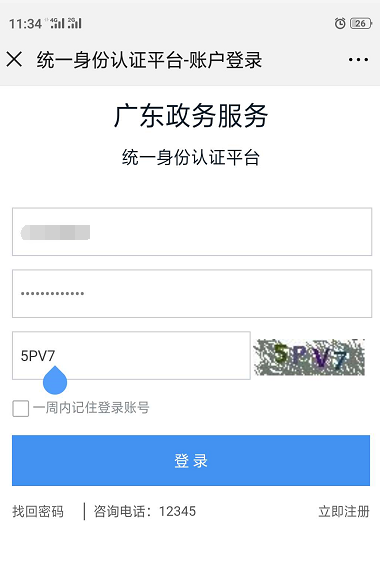 11:34 4G 2G 26
统一身份认证平台-账户登录
广东政务服务
统一身份认证平台
5PV7 5PV7
一周内记住登录账号
登 录
找回密码 咨询电话：12345 立即注册